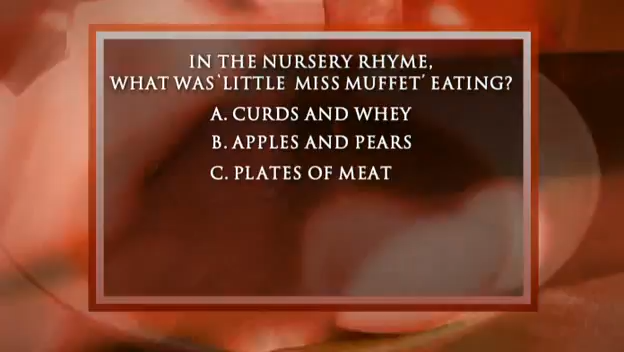 IN THE NURSERY RHYME,
WHAT WAS 'LITTLE MISS MUFFET' EATING?
A. CURDS AND WHEY
B. APPLES AND PEARS
C. PLATES OF MEAT